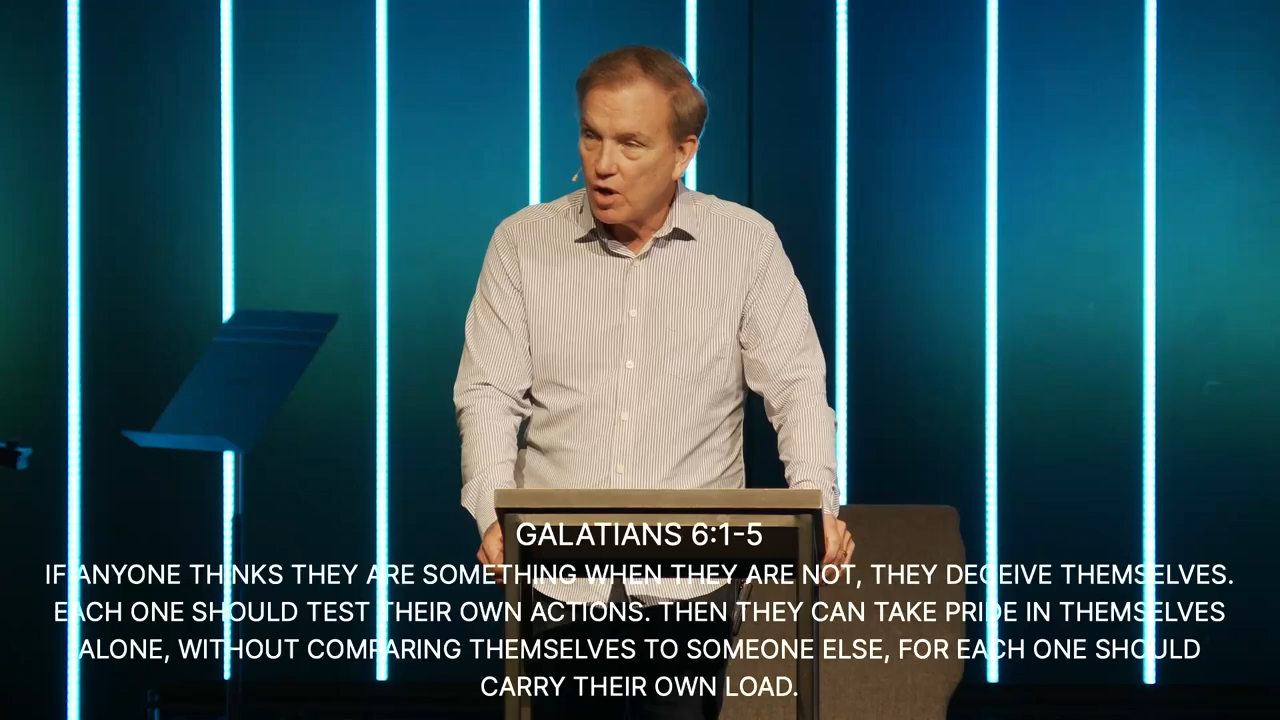 GALATIANS 6:1-5
IF ANYONE THINKS THEY ARE SOMETHING WHEN THEY ARE NOT, THEY DECEIVE THEMSELVES.
EACH ONE SHOULD TEST THEIR OWN ACTIONS. THEN THEY CAN TAKE PRIDE IN THEMSELVES
ALONE, WITHOUT COMPARING THEMSELVES TO SOMEONE ELSE, FOR EACH ONE SHOULD
CARRY THEIR OWN LOAD.